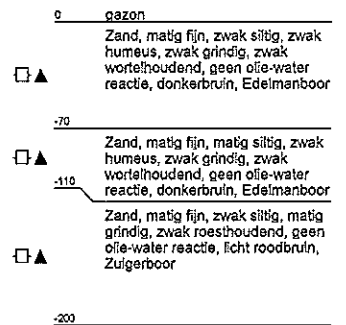 0 gazon
Zand, matig fijn, zwak siltig, zwak
humeus, zwak grindig, zwak
wortelhoudend, geen olie-water
reactie, donkerbruin, Edelmanboor
-70
Zand, matig fijn, matig siltig, zwak
humeus, zwak grindig, zwak
wortelhoudend, geen olie-water
reactie, donkerbruin, Edelmanboor
-110
Zand, matig fijn, zwak siltig, matig
grindig, zwak roesthoudend, geen
olie-water reactie, licht roodbruin,
Zuigerboor
-200